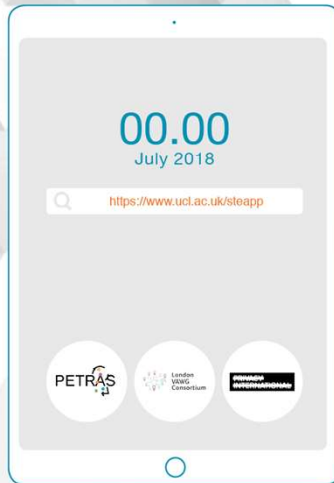 00.00
July 2018
https://www.ucl.ac.uk/steapp
PETRAS
London
VAWG
Consortium
PRIVACY
INTERNATIONAL